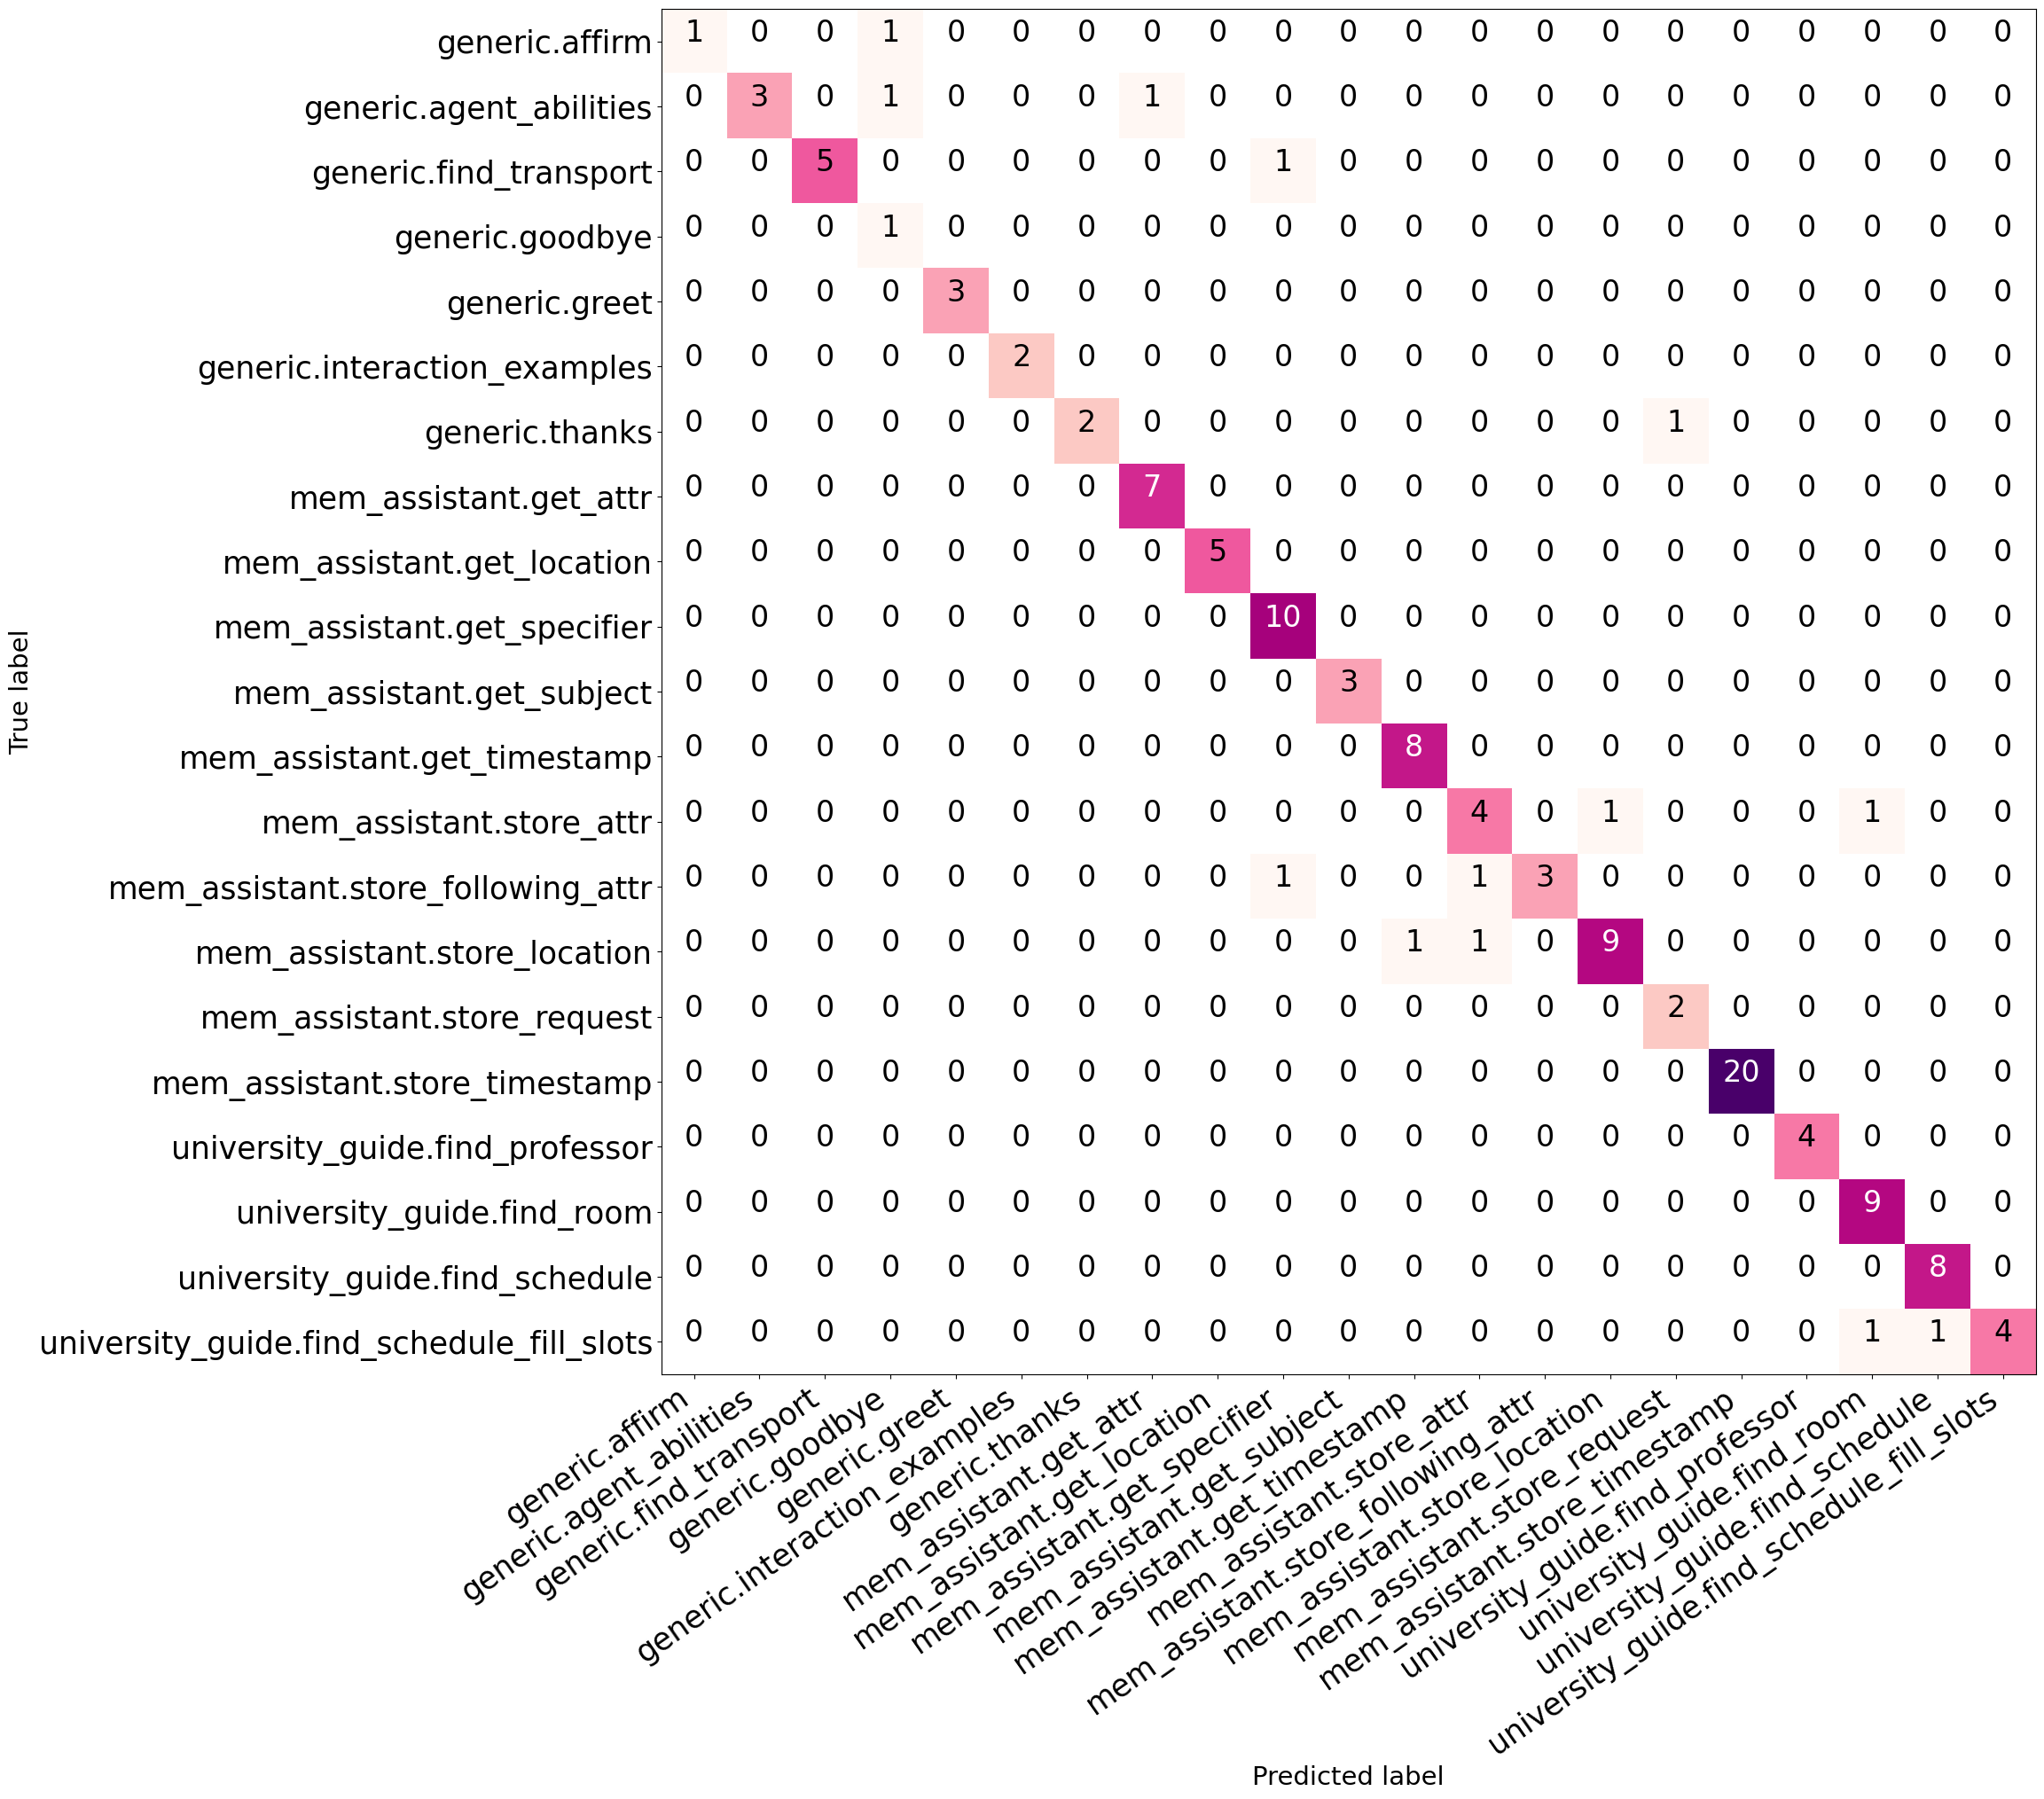 generic.affirm 1 0 0 1 0 0 0 0 0 0 0 0 0 0 0 0 0 0 0 0 0
generic.agent_abilities 0 3 0 1 0 0 0 1 0 0 0 0 0 0 0 0 0 0 0 0 0
generic.find_transport 0 0 5 0 0 0 0 0 0 1 0 0 0 0 0 0 0 0 0 0 0
generic.goodbye 0 0 0 1 0 0 0 0 0 0 0 0 0 0 0 0 0 0 0 0 0
generic.greet 0 0 0 0 3 0 0 0 0 0 0 0 0 0 0 0 0 0 0 0 0
generic.interaction_examples 0 0 0 0 0 2 0 0 0 0 0 0 0 0 0 0 0 0 0 0 0
generic.thanks 0 0 0 0 0 0 2 0 0 0 0 0 0 0 0 1 0 0 0 0 0
mem_assistant.get_attr 0 0 0 0 0 0 0 7 0 0 0 0 0 0 0 0 0 0 0 0 0
mem_assistant.get_location 0 0 0 0 0 0 0 0 5 0 0 0 0 0 0 0 0 0 0 0 0
mem_assistant.get_specifier 0 0 0 0 0 0 0 0 0 10 0 0 0 0 0 0 0 0 0 0 0
mem_assistant.get_subject 0 0 0 0 0 0 0 0 0 0 3 0 0 0 0 0 0 0 0 0 0
mem_assistant.get_timestamp 0 0 0 0 0 0 0 0 0 0 0 8 0 0 0 0 0 0 0 0 0
mem_assistant.store_attr 0 0 0 0 0 0 0 0 0 0 0 0 4 0 1 0 0 0 1 0 0
mem_assistant.store_following_attr 0 0 0 0 0 0 0 0 0 1 0 0 1 3 0 0 0 0 0 0 0
mem_assistant.store_location 0 0 0 0 0 0 0 0 0 0 0 1 1 0 9 0 0 0 0 0 0
mem_assistant.store_request 0 0 0 0 0 0 0 0 0 0 0 0 0 0 0 2 0 0 0 0 0
mem_assistant.store_timestamp 0 0 0 0 0 0 0 0 0 0 0 0 0 0 0 0 20 0 0 0 0
university_guide.find_professor 0 0 0 0 0 0 0 0 0 0 0 0 0 0 0 0 0 4 0 0 0
university_guide.find_room 0 0 0 0 0 0 0 0 0 0 0 0 0 0 0 0 0 0 9 0 0
university_guide.find_schedule 0 0 0 0 0 0 0 0 0 0 0 0 0 0 0 0 0 0 0 8 0
university_guide.find_schedule_fill_slots 0 0 0 0 0 0 0 0 0 0 0 0 0 0 0 0 0 0 1 1 4
True label
generic.affirm
generic.agent_abilities
generic.find_transport
generic.goodbye
generic.greet
generic.interaction_examples
generic.thanks
mem_assistant.get_attr
mem_assistant.get_location
mem_assistant.get_specifier
mem_assistant.get_subject
mem_assistant.get_timestamp
mem_assistant.store_attr
mem_assistant.store_following_attr
mem_assistant.store_location
mem_assistant.store_request
mem_assistant.store_timestamp
university_guide.find_professor
university_guide.find_room
university_guide.find_schedule
university_guide.find_schedule_fill_slots
Predicted label